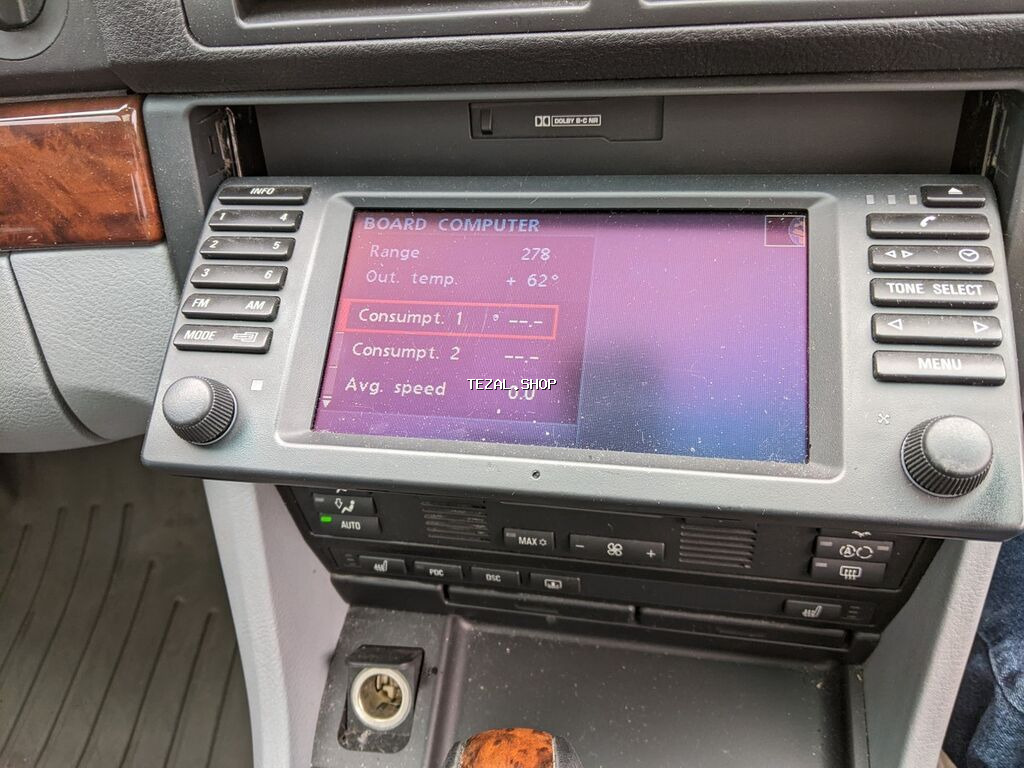 DOLBY B-C NR
INFO
1 4
2 5
3 6
FM AM
MODE
BOARD COMPUTER
Range 278
Out. temp. + 62°
Consumpt. 1 --.-
Consumpt. 2 --.-
Avg. speed 0.0
TEZAL SHOP
TONE SELECT
MENU
AUTO
MAX
- +
A
PDC
DSC